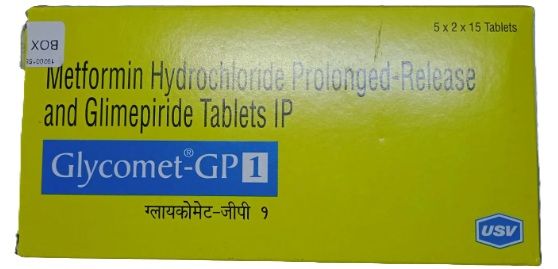 5 x 2 x 15 Tablets
BOX
Metformin Hydrochloride Prolonged-Release
and Glimepiride Tablets IP
Glycomet®-GP 1
ग्लायकोमेट-जीपी १
USV